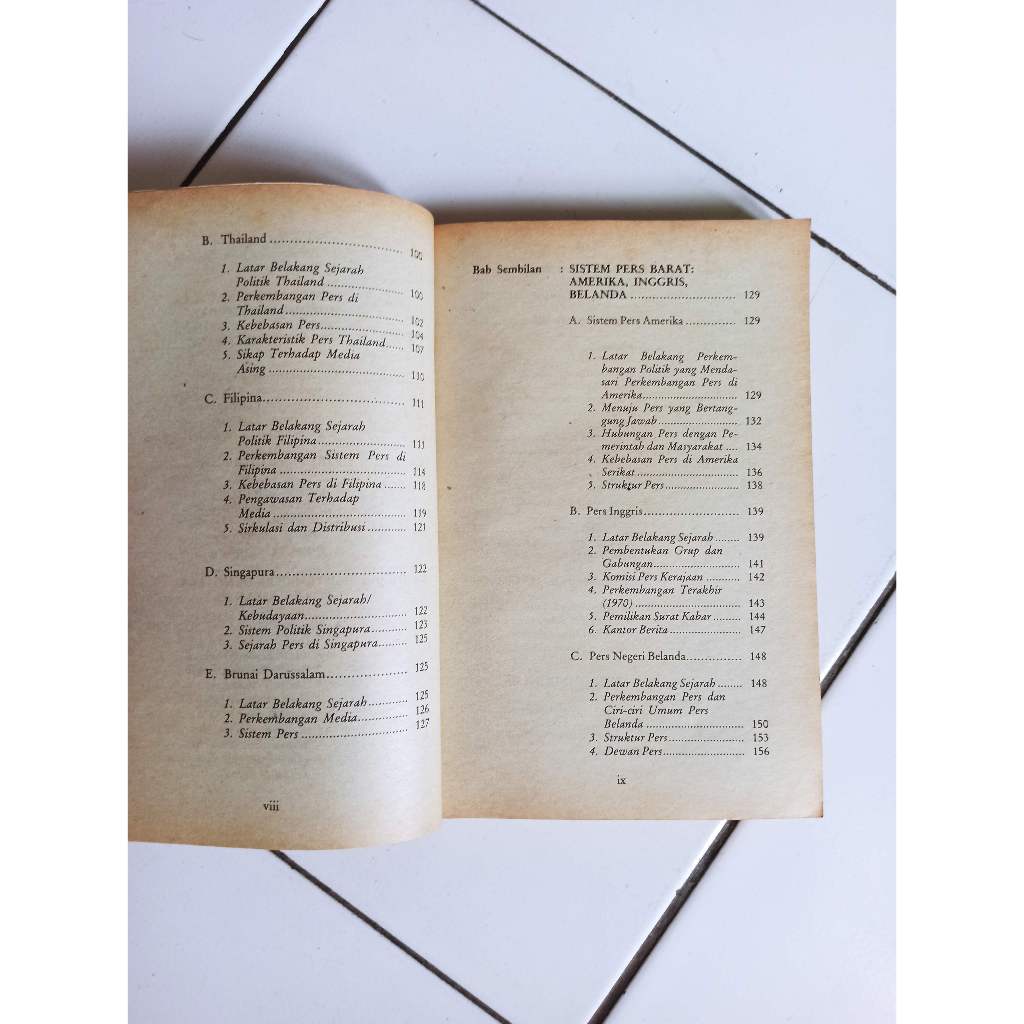 B. Thailand ........................................ 100
1. Latar Belakang Sejarah
Politik Thailand ..................... 100
2. Perkembangan Pers di
Thailand................................ 102
3. Kebebasan Pers....................... 104
4. Karakteristik Pers Thailand...... 107
5. Sikap Terhadap Media
Asing .................................... 110
C. Filipina...................................... 111
1. Latar Belakang Sejarah
Politik Filipina....................... 111
2. Perkembangan Sistem Pers di
Filipina ................................. 114
3. Kebebasan Pers di Filipina ....... 118
4. Pengawasan Terhadap
Media ................................... 119
5. Sirkulasi dan Distribusi ............ 121
D. Singapura................................... 122
1. Latar Belakang Sejarah/
Kebudayaan........................... 122
2. Sistem Politik Singapura.......... 123
3. Sejarah Pers di Singapura......... 125
E. Brunai Darussalam....................... 125
1. Latar Belakang Sejarah............ 125
2. Perkembangan Media.............. 126
3. Sistem Pers ............................ 127
viii
Bab Sembilan : SISTEM PERS BARAT:
AMERIKA, INGGRIS,
BELANDA ............................ 129
A. Sistem Pers Amerika .............. 129
1. Latar Belakang Perkem-
bangan Politik yang Menda-
sari Perkembangan Pers di
Amerika.......................... 129
2. Menuju Pers yang Bertang-
gung Jawab ..................... 132
3. Hubungan Pers dengan Pe-
merintah dan Masyarakat .... 134
4. Kebebasan Pers di Amerika
Serikat ........................... 136
5. Struktur Pers .................... 138
B. Pers Inggris.......................... 139
1. Latar Belakang Sejarah ........ 139
2. Pembentukan Grup dan
Gabungan....................... 141
3. Komisi Pers Kerajaan ......... 142
4. Perkembangan Terakhir
(1970) ............................ 143
5. Pemilikan Surat Kabar ........ 144
6. Kantor Berita ................... 147
C. Pers Negeri Belanda............... 148
1. Latar Belakang Sejarah ........ 148
2. Perkembangan Pers dan
Ciri-ciri Umum Pers
Belanda .......................... 150
3. Struktur Pers.................... 153
4. Dewan Pers...................... 156
ix